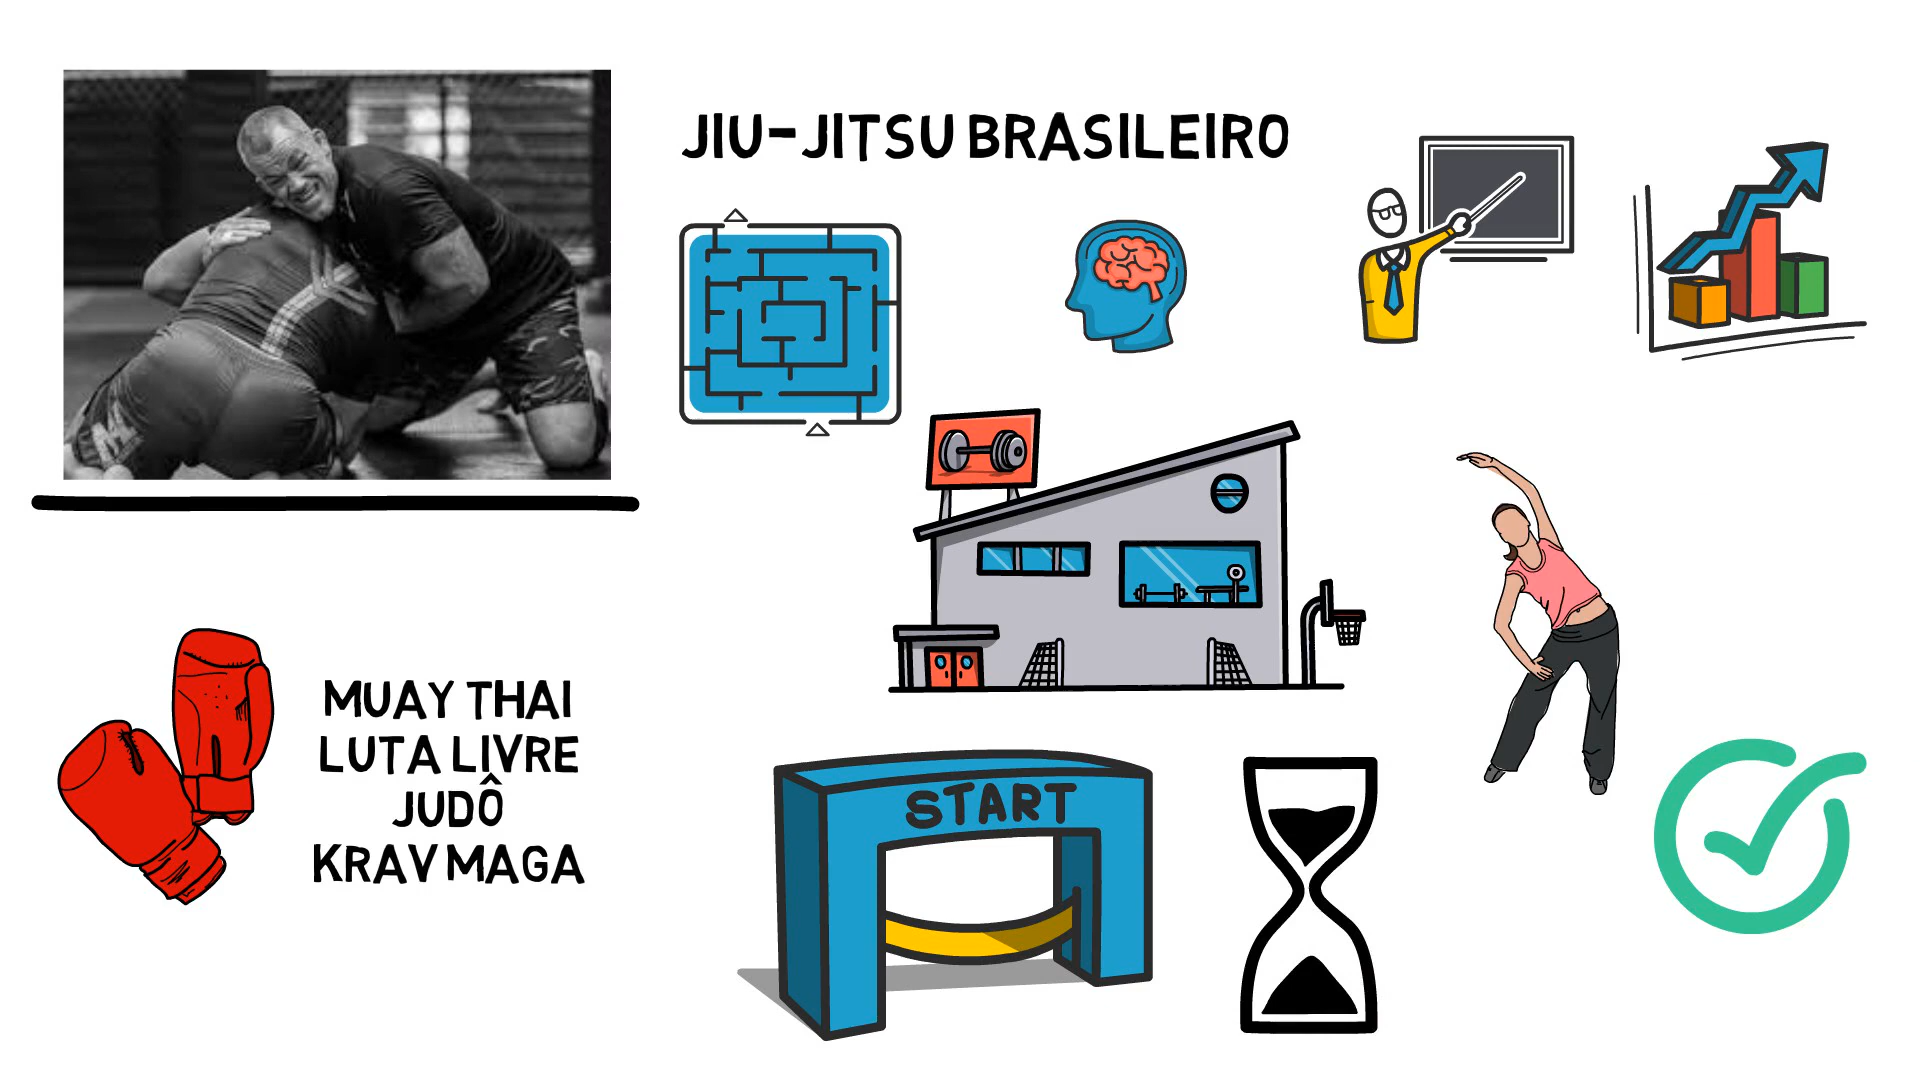 JIU-JITSU BRASILEIRO
MUAY THAI
LUTA LIVRE
JUDÔ
KRAV MAGA
START